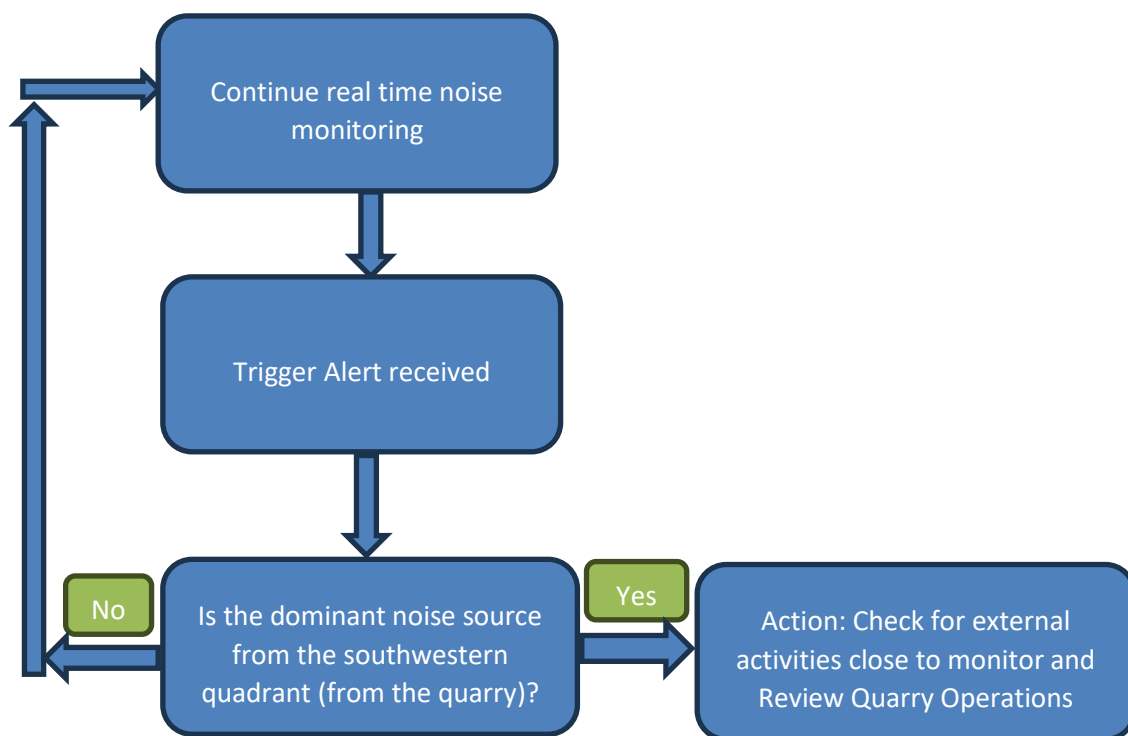 Continue real time noise
monitoring
Trigger Alert received
No
Is the dominant noise source
from the southwestern
quadrant (from the quarry)?
Yes
Action: Check for external
activities close to monitor and
Review Quarry Operations